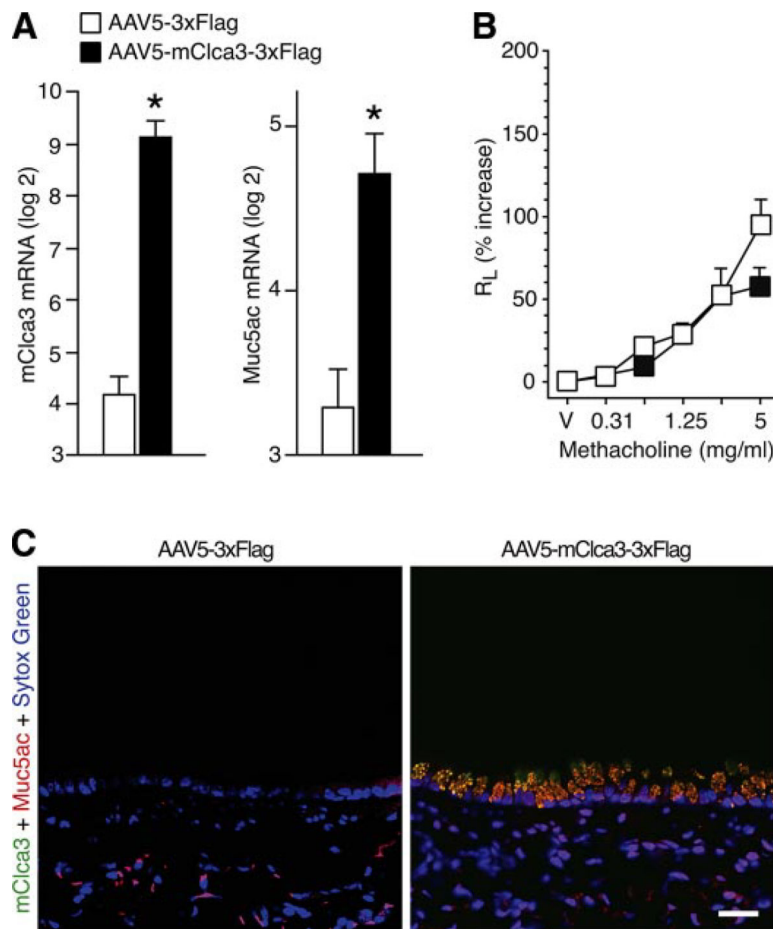 A
AAV5-3xFlag
AAV5-mClca3-3xFlag
mClca3 mRNA (log 2)
10
9
8
7
6
5
4
3
*
Muc5ac mRNA (log 2)
5
4
3
*
B
R_L (% increase)
200
150
100
50
0
V 0.31 1.25 5
Methacholine (mg/ml)
C
AAV5-3xFlag
AAV5-mClca3-3xFlag
mClca3 + Muc5ac + Sytox Green